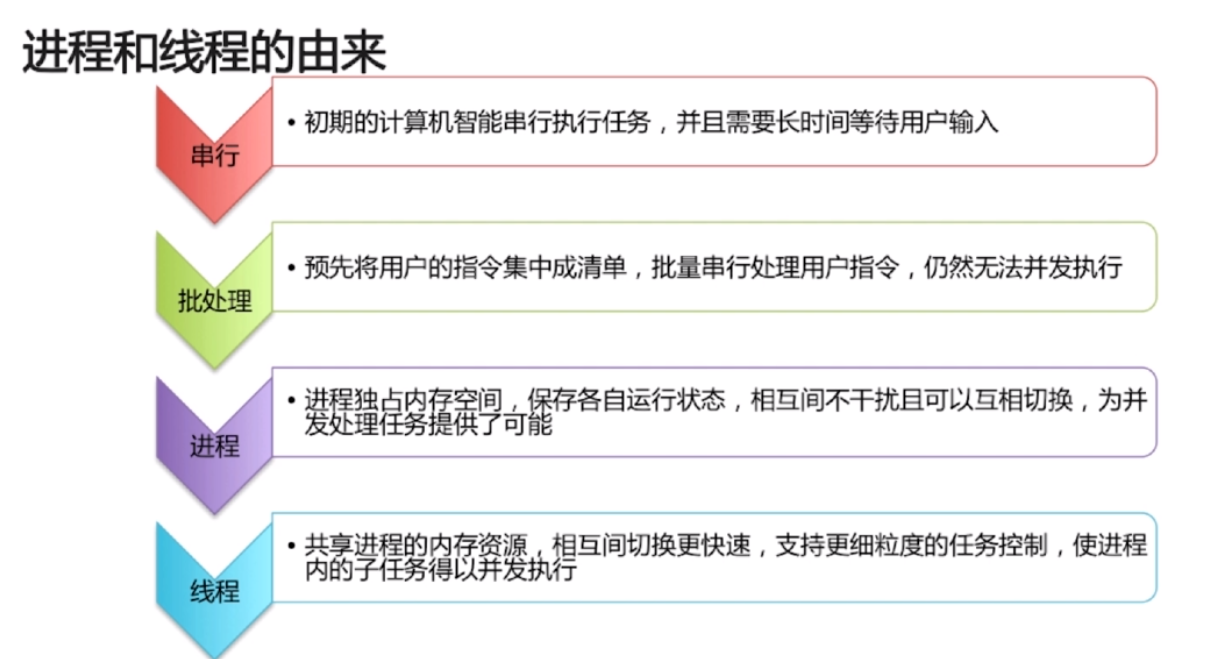 进程和线程的由来
串行
• 初期的计算机智能串行执行任务，并且需要长时间等待用户输入
批处理
• 预先将用户的指令集中成清单，批量串行处理用户指令，仍然无法并发执行
进程
• 进程独占内存空间，保存各自运行状态，相互间不干扰且可以互相切换，为并
发处理任务提供了可能
线程
• 共享进程的内存资源，相互间切换更快速，支持更细粒度的任务控制，使进程
内的子任务得以并发执行